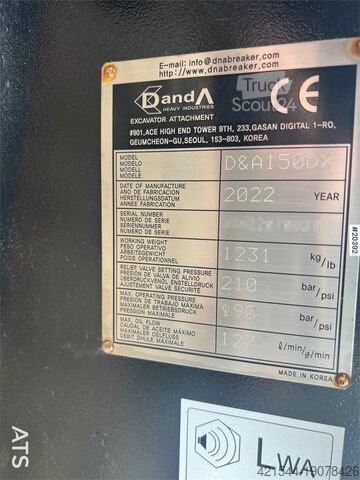 E-mail: info@dnabreaker.com
http://www.dnabreaker.com
Truck
Scout24
DandA
HEAVY INDUSTRIES
CE
EXCAVATOR ATTACHMENT
#901,ACE HIGH END TOWER 9TH, 233,GASAN DIGITAL 1-RO,
GEUMCHEON-GU,SEOUL, 153-803, KOREA
MODEL
MODELO
MODELL
MODELE
D&A150DX
DATE OF MANUFACTURE
ANO DE FABRICACION
HERSTELLUNGSDATUM
ANNEE FABRICATION
2022
YEAR
SERIAL NUMBER
NUMERO DE SERIE
SERIENNUMMER
NUMERO DE SERIE
WORKING WEIGHT
PESO OPERATIVO
ARBEITSGEWICHT
POIDS OPERATIONNEL
1231
kg/lb
RELIEF VALVE SETTING PRESSURE
PRESION DE VALVULA DE ALIVIO
ÜBERDRUCKVENTIL EINSTELLDRUCK
AJUSTEMENT VALVE SECURITE
210
bar/psi
MAX. OPERATING PRESSURE
PRESION DE TRABAJO MAXIMA
MAXIMALER BETRIEBSDRUCK
PRESSION MAXIMALE
bar/psi
MAX. OIL FLOW
CAUDAL DE ACEITE MAXIMO
MAXIMALER OELFLUSS
DEBIT DHUILE MAXIMALE
ℓ/min/g/min
MADE IN KOREA
#20392
ATS
LWA